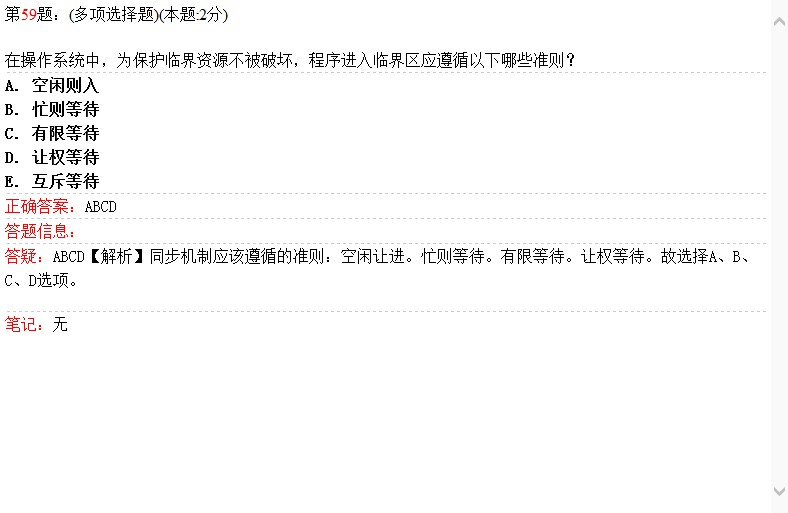 第59题：(多项选择题)(本题:2分)
在操作系统中，为保护临界资源不被破坏，程序进入临界区应遵循以下哪些准则？
A. 空闲则入
B. 忙则等待
C. 有限等待
D. 让权等待
E. 互斥等待
正确答案：ABCD
答题信息：
答疑：ABCD【解析】同步机制应该遵循的准则：空闲让进。忙则等待。有限等待。让权等待。故选择A、B、
C、D选项。
笔记：无